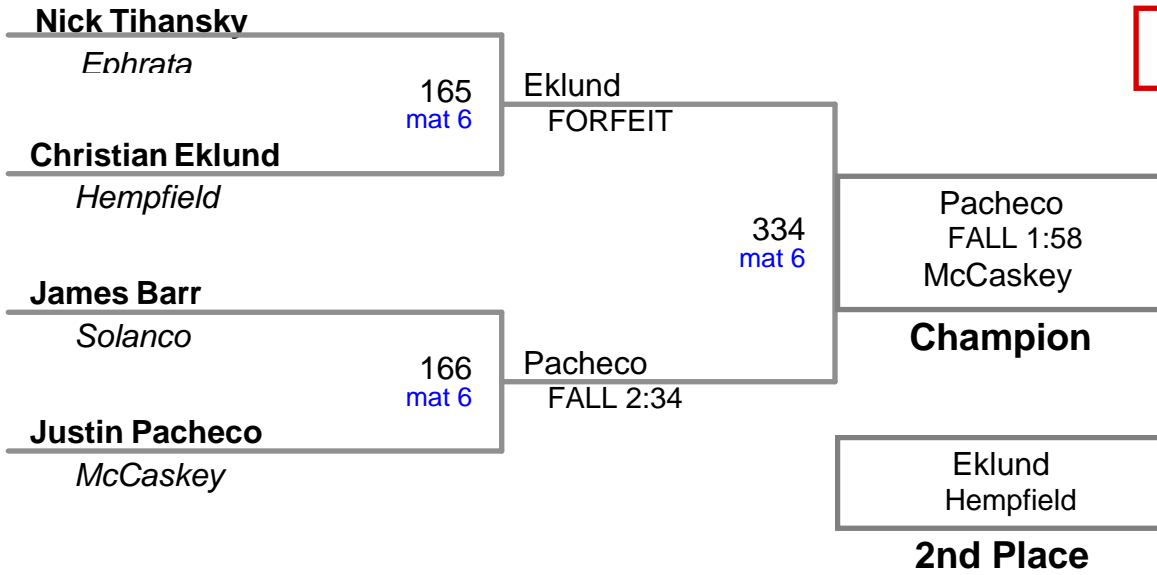 Nick Tihansky
Ephrata
165
mat 6
Eklund
FORFEIT
Christian Eklund
Hempfield
334
mat 6
Pacheco
FALL 1:58
McCaskey
Champion
James Barr
Solanco
166
mat 6
Pacheco
FALL 2:34
Justin Pacheco
McCaskey
Eklund
Hempfield
2nd Place